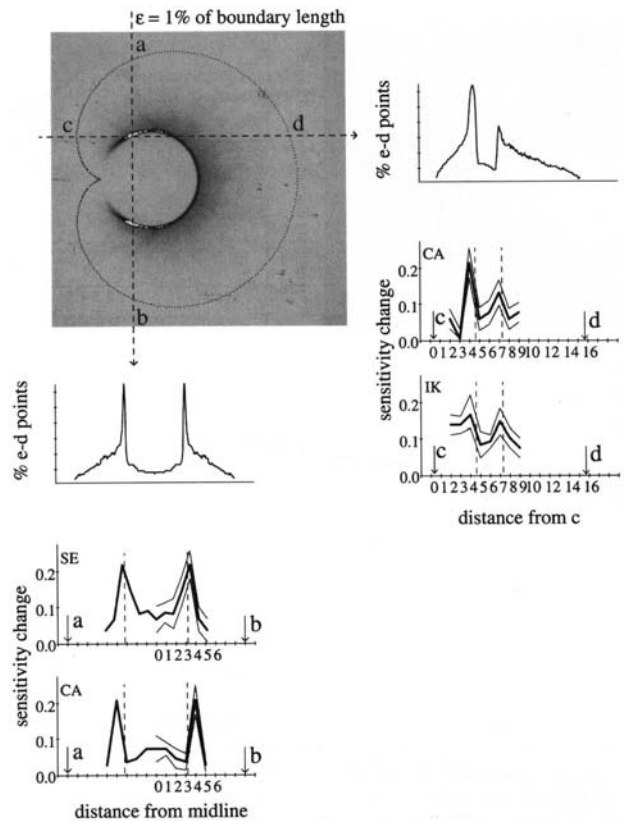 ε = 1% of boundary length
a
c
d
b
% e-d points
% e-d points
CA
0.2
0.1
0.0
c
d
0 1 2 3 4 5 6 7 8 9 10 12 14 16
sensitivity change
IK
0.2
0.1
0.0
c
d
0 1 2 3 4 5 6 7 8 9 10 12 14 16
distance from c
SE
0.2
0.1
0.0
a
b
0 1 2 3 4 5 6
sensitivity change
CA
0.2
0.1
0.0
a
b
0 1 2 3 4 5 6
distance from midline